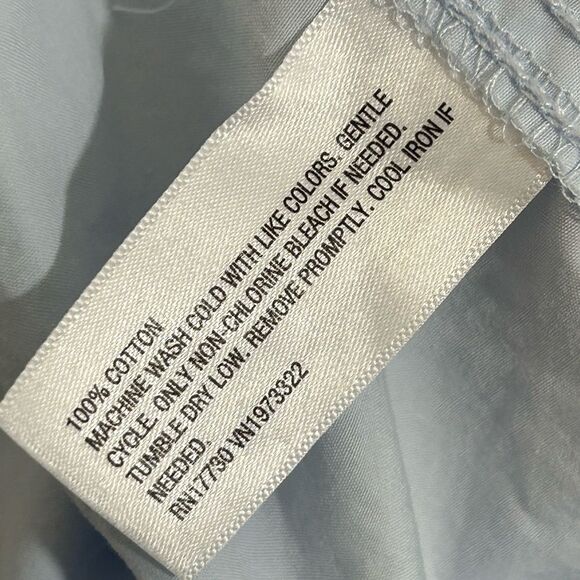 100% COTTON
MACHINE WASH COLD WITH LIKE COLORS. GENTLE
CYCLE. ONLY NON-CHLORINE BLEACH IF NEEDED.
TUMBLE DRY LOW. REMOVE PROMPTLY. COOL IRON IF
NEEDED.
RN17730 VN1973322